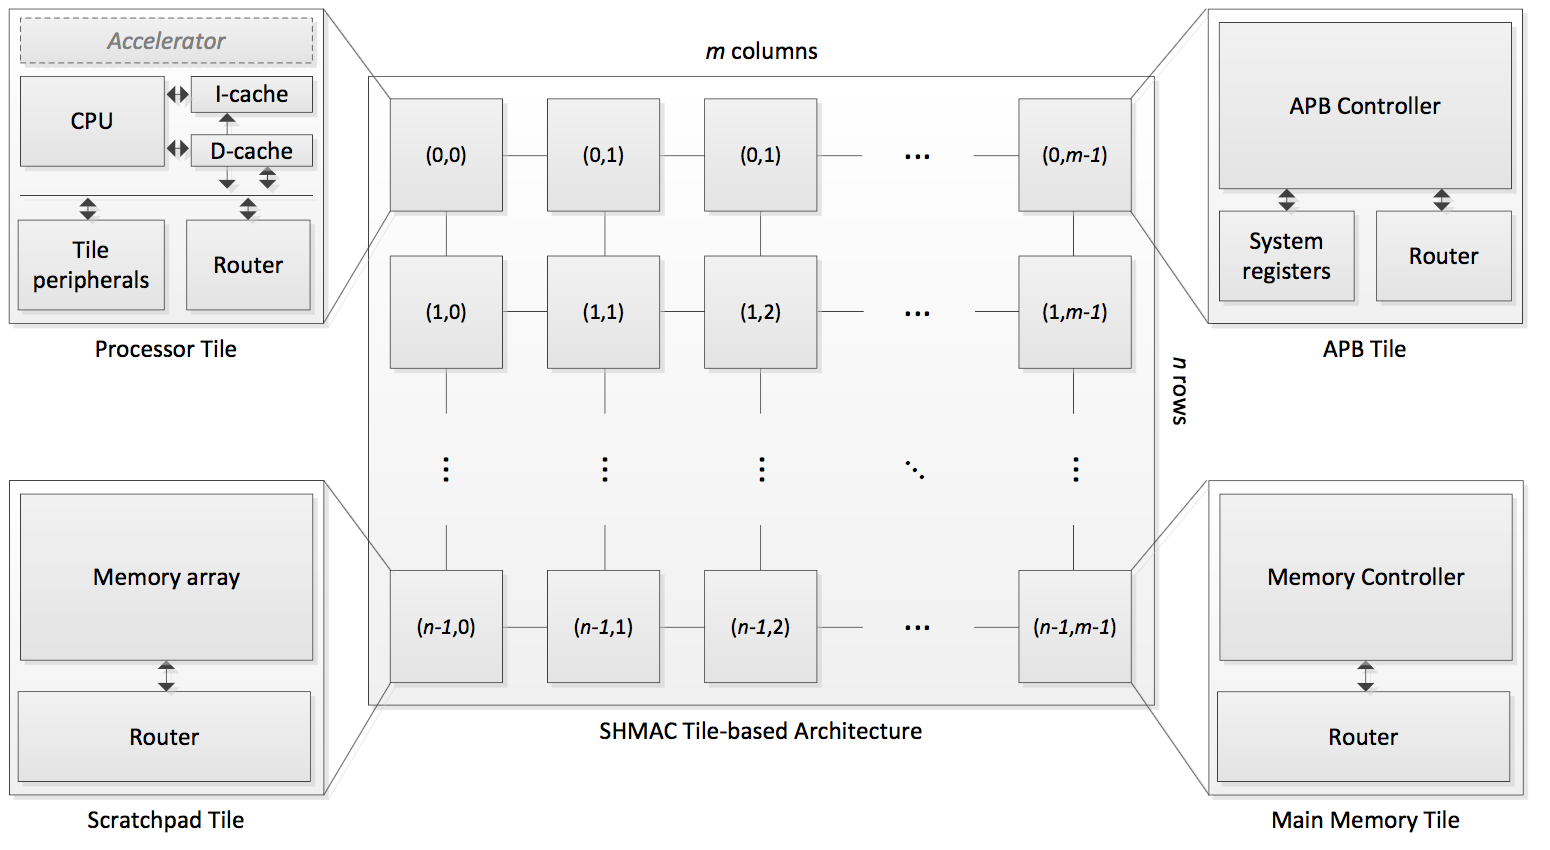 Accelerator
CPU
I-cache
D-cache
Tile
peripherals
Router
Processor Tile
m columns
(0,0)
(0,1)
(0,1)
...
(0,m-1)
(1,0)
(1,1)
(1,2)
...
(1,m-1)
n rows
(n-1,0)
(n-1,1)
(n-1,2)
...
(n-1,m-1)
SHMAC Tile-based Architecture
APB Controller
System
registers
Router
APB Tile
Memory array
Router
Scratchpad Tile
Memory Controller
Router
Main Memory Tile